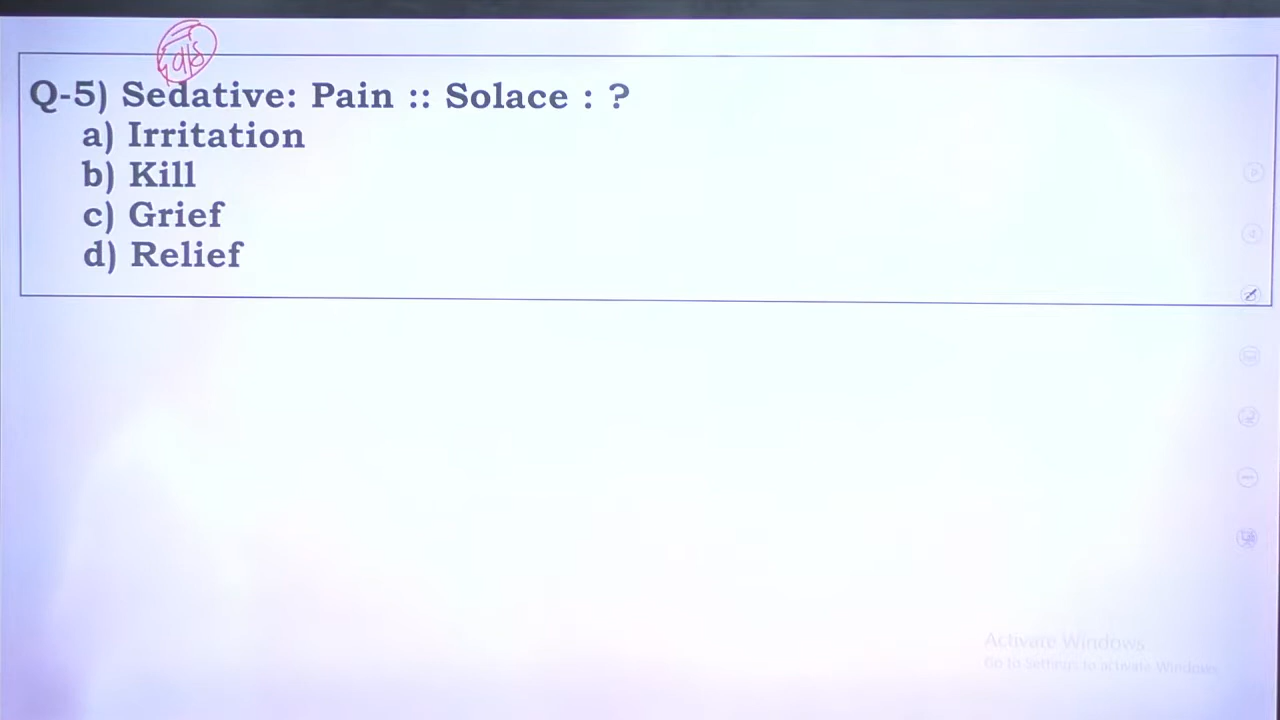 Q-5) Sedative: Pain :: Solace : ?
a) Irritation
b) Kill
c) Grief
d) Relief
Activate Windows
Go to Settings to activate Windows.